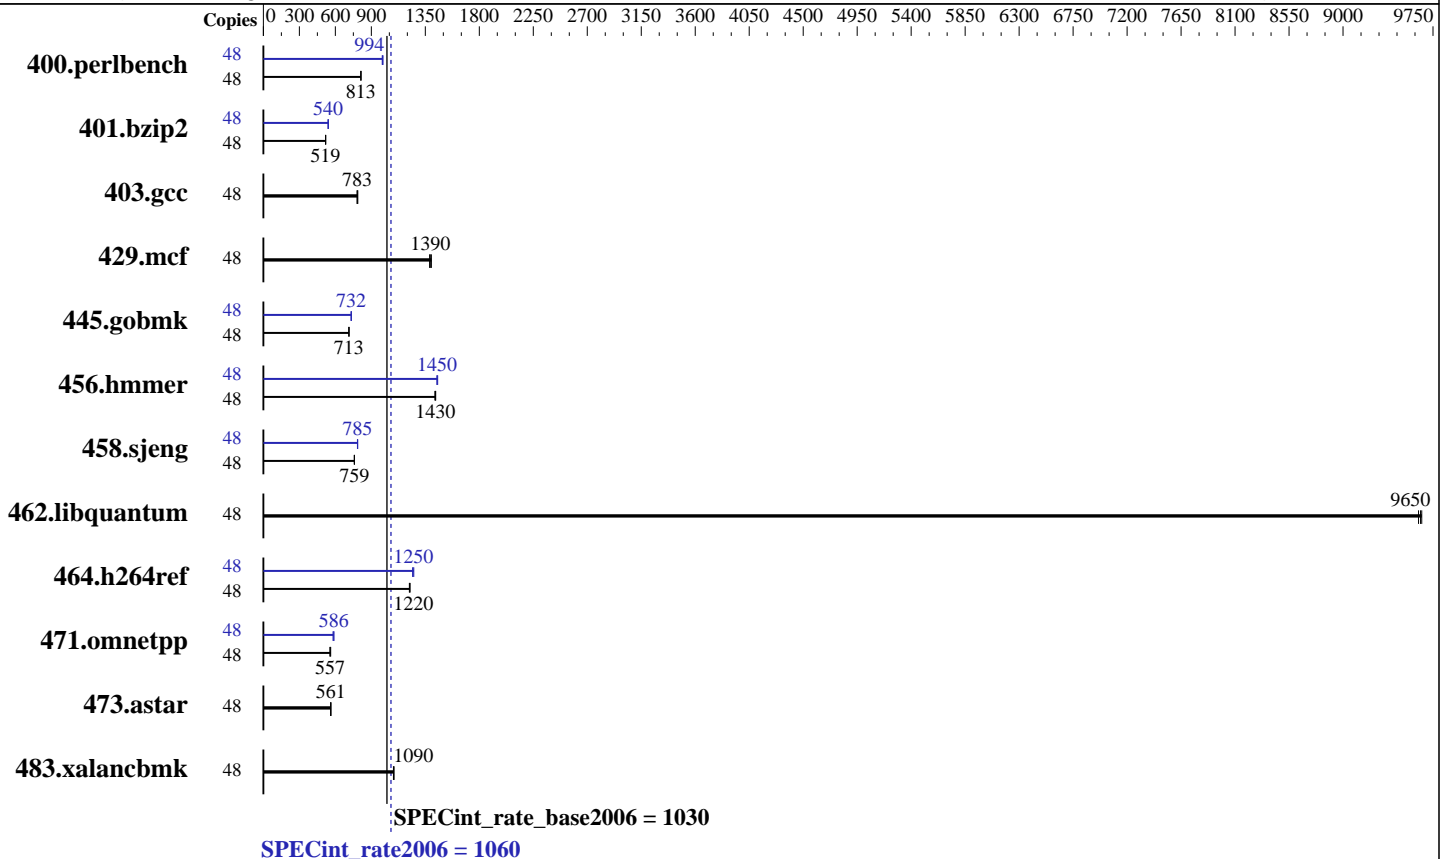 Copies 0 300 600 900 1350 1800 2250 2700 3150 3600 4050 4500 4950 5400 5850 6300 6750 7200 7650 8100 8550 9000 9750
400.perlbench 48 994
48 813
401.bzip2 48 540
48 519
403.gcc 48 783
429.mcf 48 1390
445.gobmk 48 732
48 713
456.hmmer 48 1450
48 1430
458.sjeng 48 785
48 759
462.libquantum 48 9650
464.h264ref 48 1250
48 1220
471.omnetpp 48 586
48 557
473.astar 48 561
483.xalancbmk 48 1090
SPECint_rate_base2006 = 1030
SPECint_rate2006 = 1060